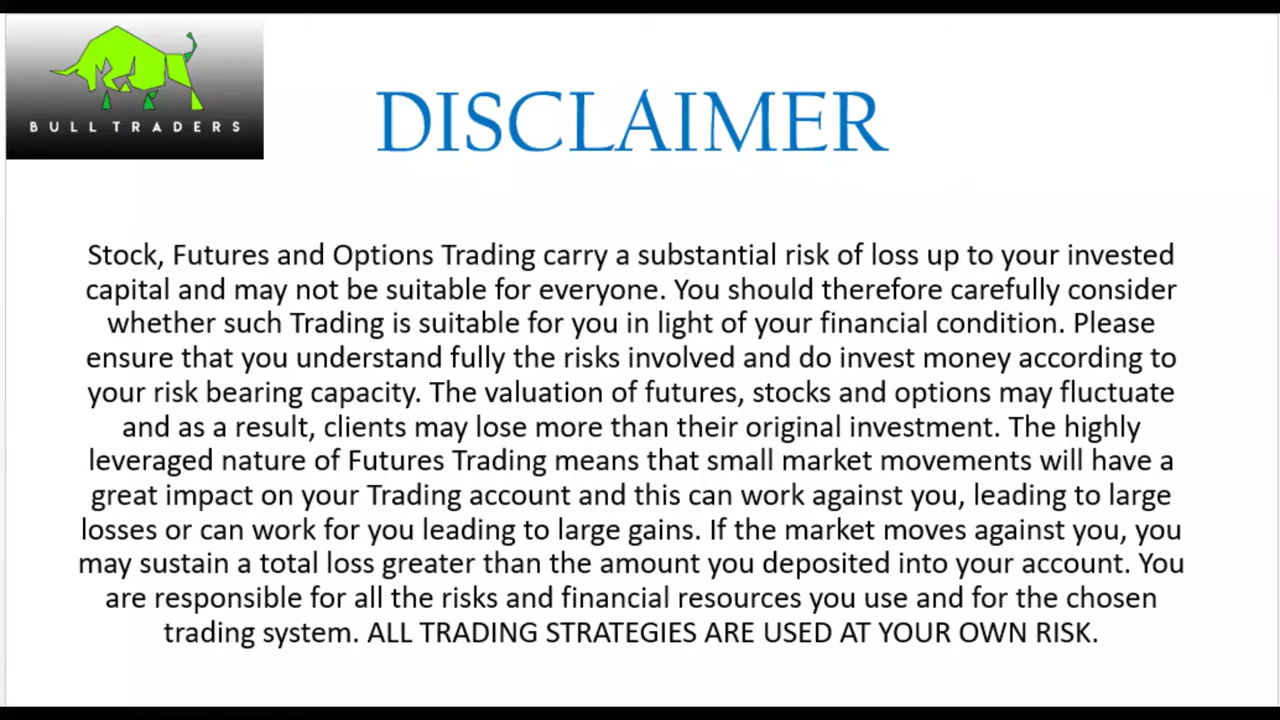 BULL TRADERS
DISCLAIMER
Stock, Futures and Options Trading carry a substantial risk of loss up to your invested
capital and may not be suitable for everyone. You should therefore carefully consider
whether such Trading is suitable for you in light of your financial condition. Please
ensure that you understand fully the risks involved and do invest money according to
your risk bearing capacity. The valuation of futures, stocks and options may fluctuate
and as a result, clients may lose more than their original investment. The highly
leveraged nature of Futures Trading means that small market movements will have a
great impact on your Trading account and this can work against you, leading to large
losses or can work for you leading to large gains. If the market moves against you, you
may sustain a total loss greater than the amount you deposited into your account. You
are responsible for all the risks and financial resources you use and for the chosen
trading system. ALL TRADING STRATEGIES ARE USED AT YOUR OWN RISK.